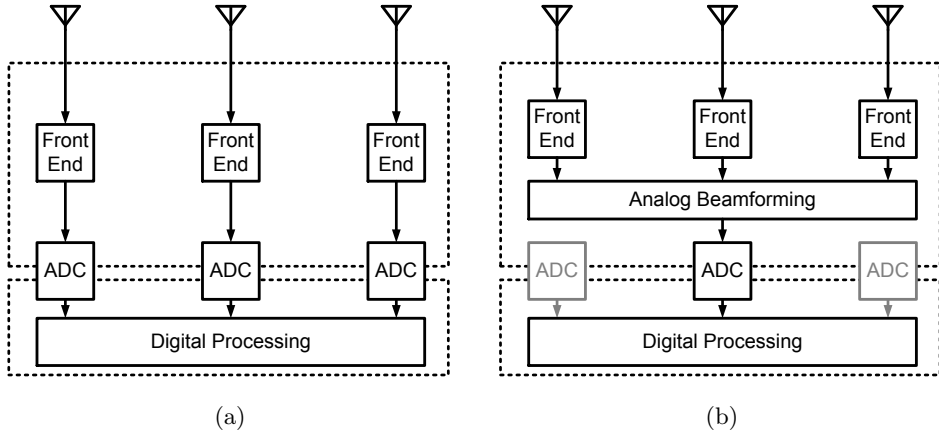 Front
End
Front
End
Front
End
ADC
ADC
ADC
Digital Processing
(a)
Front
End
Front
End
Front
End
Analog Beamforming
ADC
ADC
ADC
Digital Processing
(b)